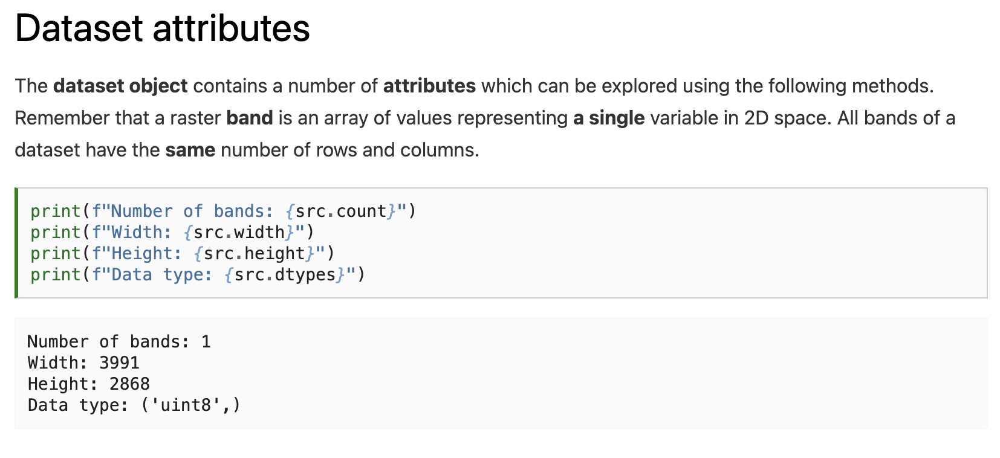 Dataset attributes
The dataset object contains a number of attributes which can be explored using the following methods.
Remember that a raster band is an array of values representing a single variable in 2D space. All bands of a
dataset have the same number of rows and columns.
print(f"Number of bands: {src.count}")
print(f"Width: {src.width}")
print(f"Height: {src.height}")
print(f"Data type: {src.dtypes}")
Number of bands: 1
Width: 3991
Height: 2868
Data type: ('uint8',)